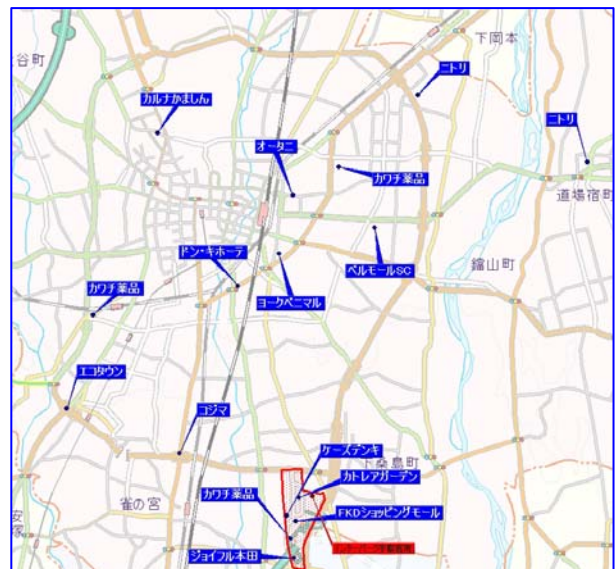 下岡本
谷町
ニトリ
カルナかましん
ニトリ
オータニ
カワチ薬品
道場宿町
ドン・キホーテ
ベルモールSC
鐺山町
カワチ薬品
ヨークベニマル
エコタウン
コジマ
ケーズデンキ
下桑島町
カトレアガーデン
カワチ薬品
雀の宮
FKDショッピングモール
安塚
ジョイフル本田